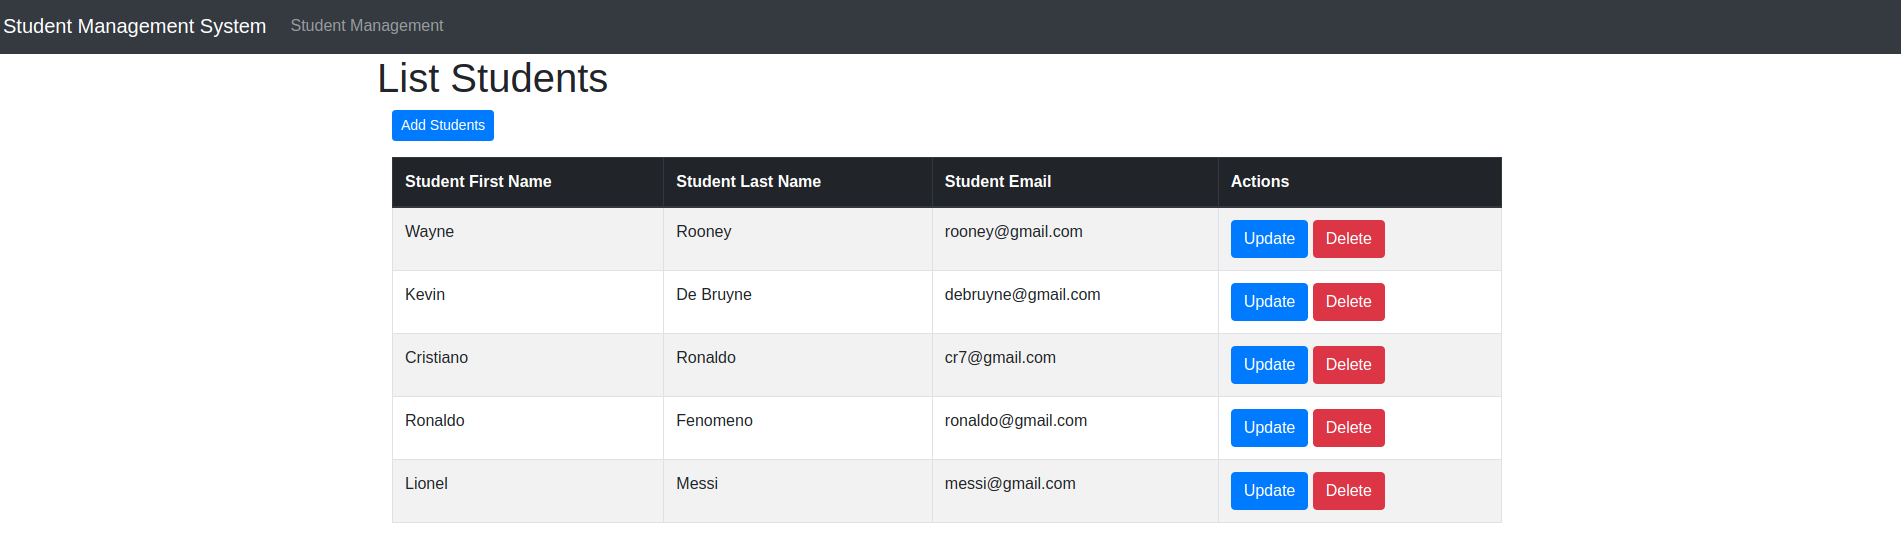 Student Management System Student Management
List Students
Add Students
Student First Name Student Last Name Student Email Actions
Wayne Rooney rooney@gmail.com Update Delete
Kevin De Bruyne debruyne@gmail.com Update Delete
Cristiano Ronaldo cr7@gmail.com Update Delete
Ronaldo Fenomeno ronaldo@gmail.com Update Delete
Lionel Messi messi@gmail.com Update Delete